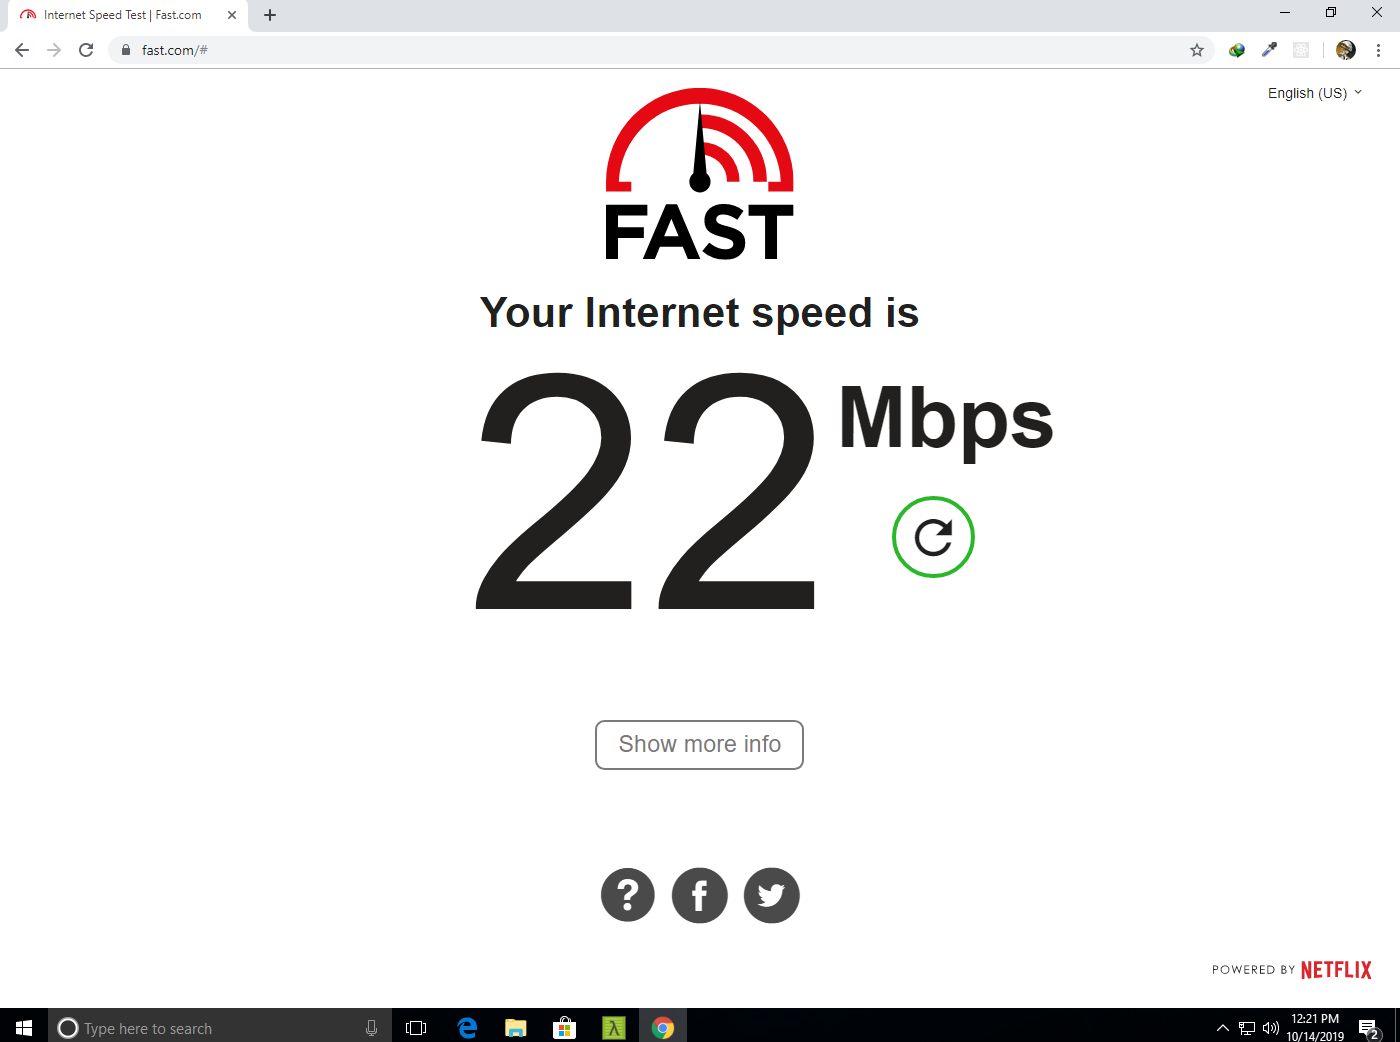 Internet Speed Test | Fast.com
fast.com/#
English (US)
FAST
Your Internet speed is
22 Mbps
Show more info
?
f
POWERED BY NETFLIX
Type here to search
12:21 PM
10/14/2019
2